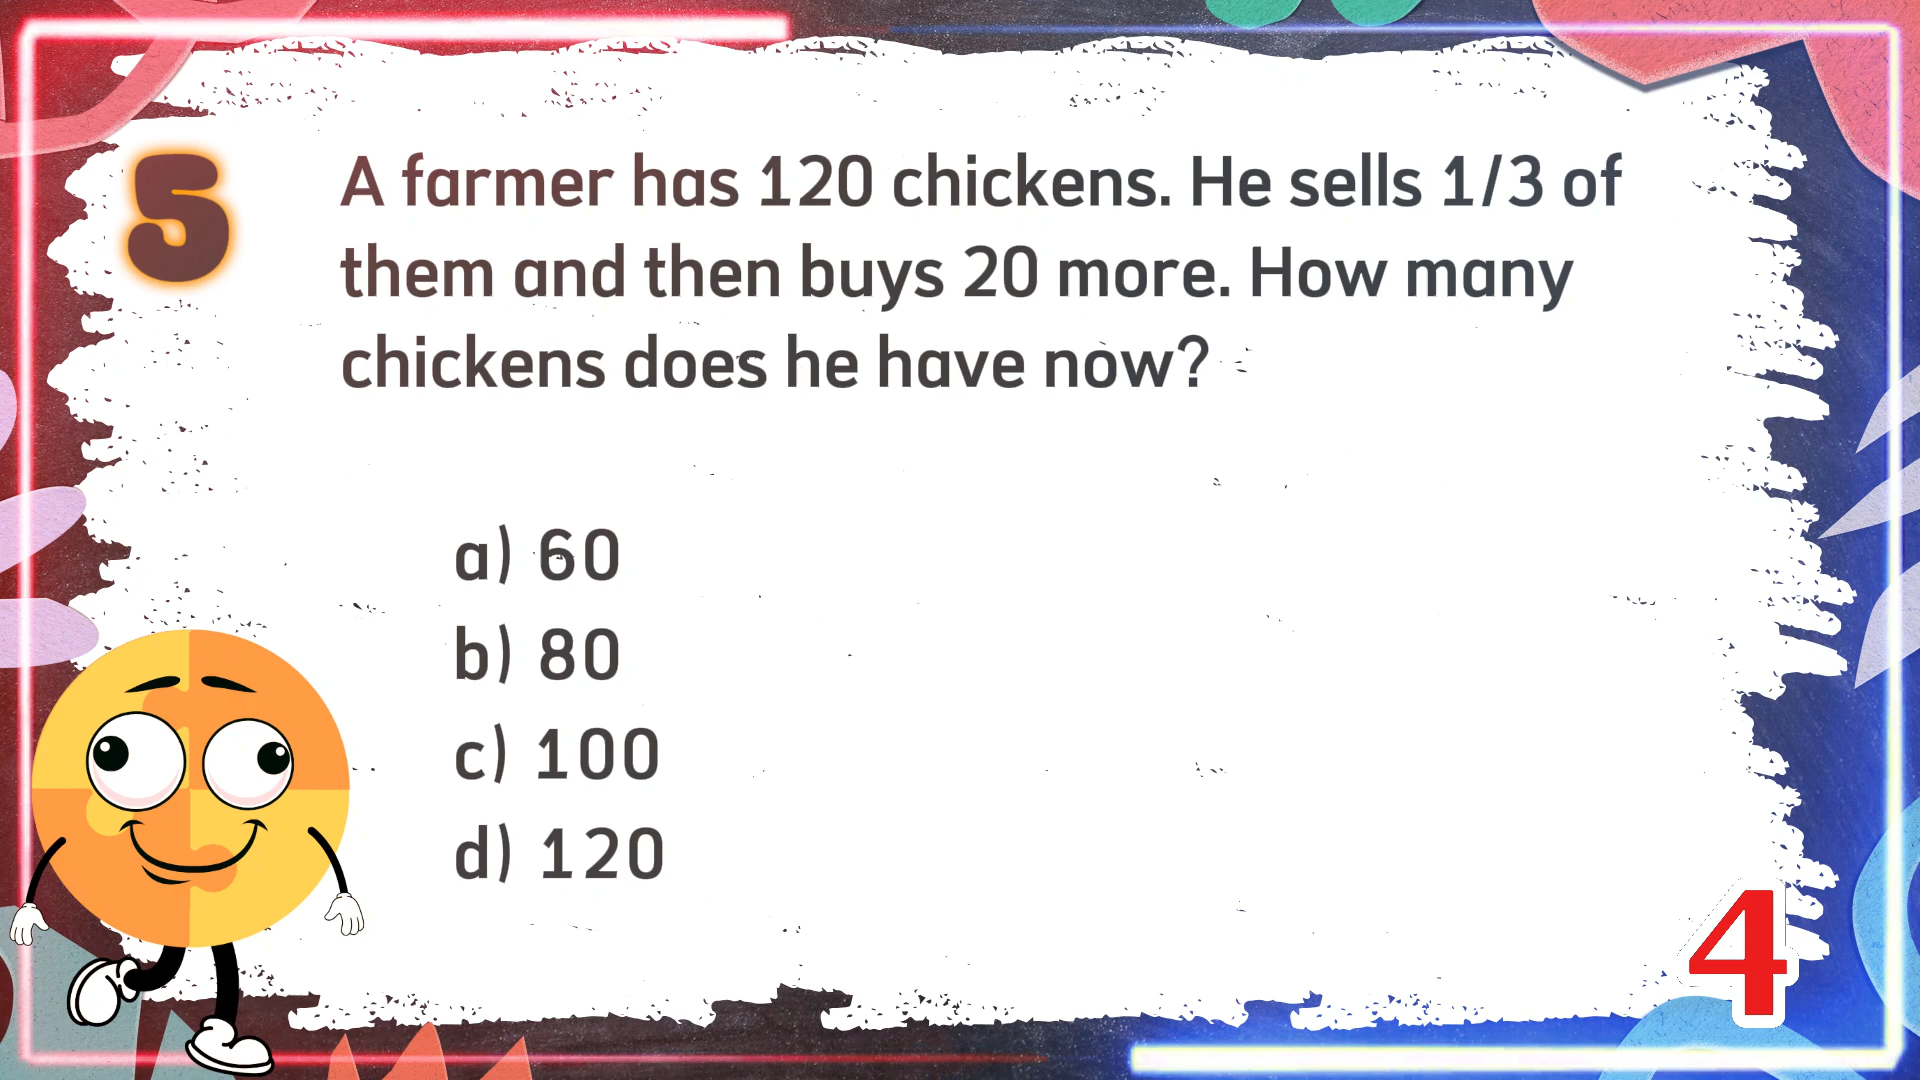 5
A farmer has 120 chickens. He sells 1/3 of
them and then buys 20 more. How many
chickens does he have now?
a) 60
b) 80
c) 100
d) 120
4